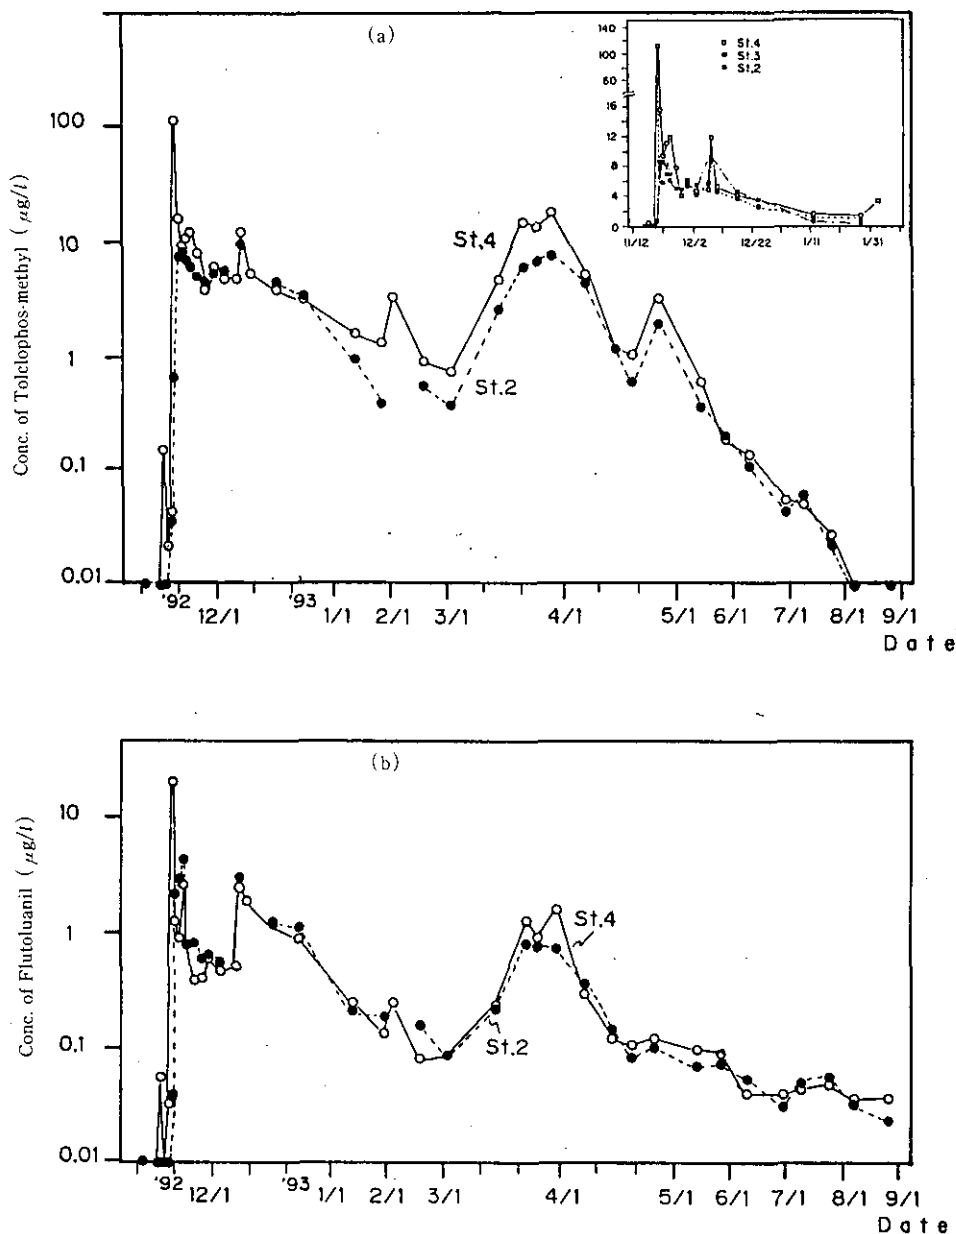 (a)
Conc. of Tolclophos-methyl (μg/l)
100
10
1
0.1
0.01
St.4
St.2
140
100
60
16
12
8
4
0
St.4
St.3
St.2
11/12 12/2 12/22 1/11 1/31
'92 12/1 '93 1/1 2/1 3/1 4/1 5/1 6/1 7/1 8/1 9/1
Date
(b)
Conc. of Flutoluanil (μg/l)
10
1
0.1
0.01
St.4
St.2
'92 12/1 '93 1/1 2/1 3/1 4/1 5/1 6/1 7/1 8/1 9/1
Date